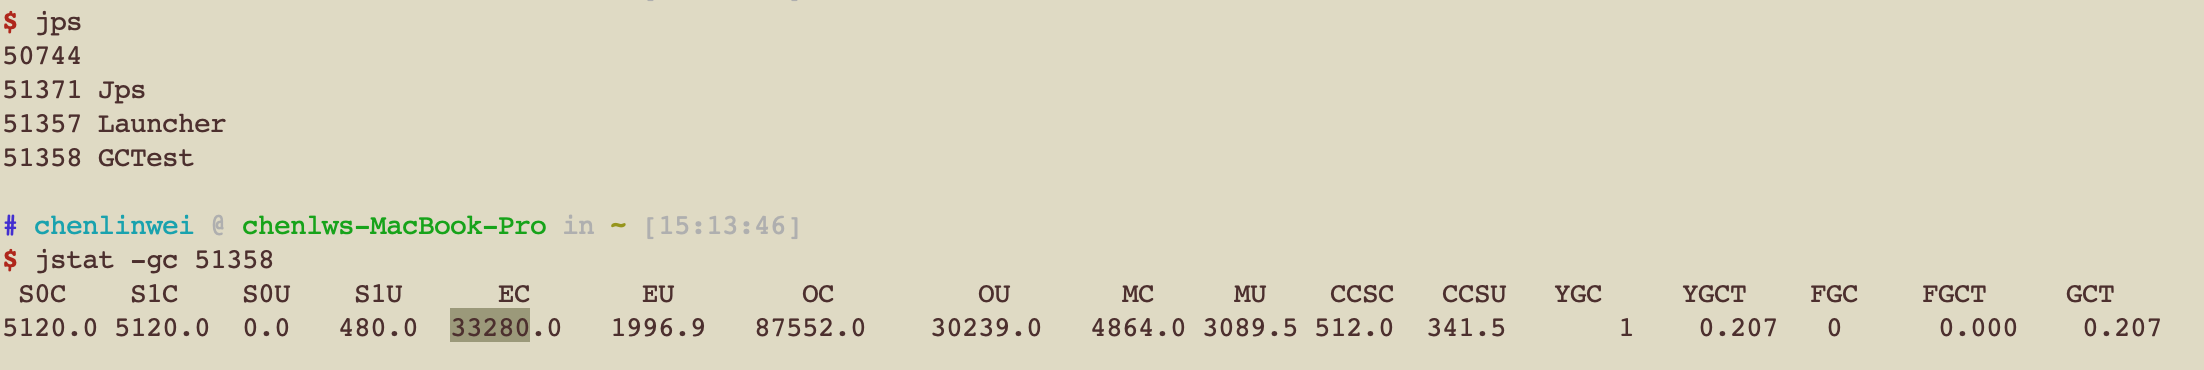 $ jps
50744
51371 Jps
51357 Launcher
51358 GCTest
# chenlinwei @ chenlws-MacBook-Pro in ~ [15:13:46]
$ jstat -gc 51358
S0C S1C S0U S1U EC EU OC OU MC MU CCSC CCSU YGC YGCT FGC FGCT GCT
5120.0 5120.0 0.0 480.0 33280.0 1996.9 87552.0 30239.0 4864.0 3089.5 512.0 341.5 1 0.207 0 0.000 0.207